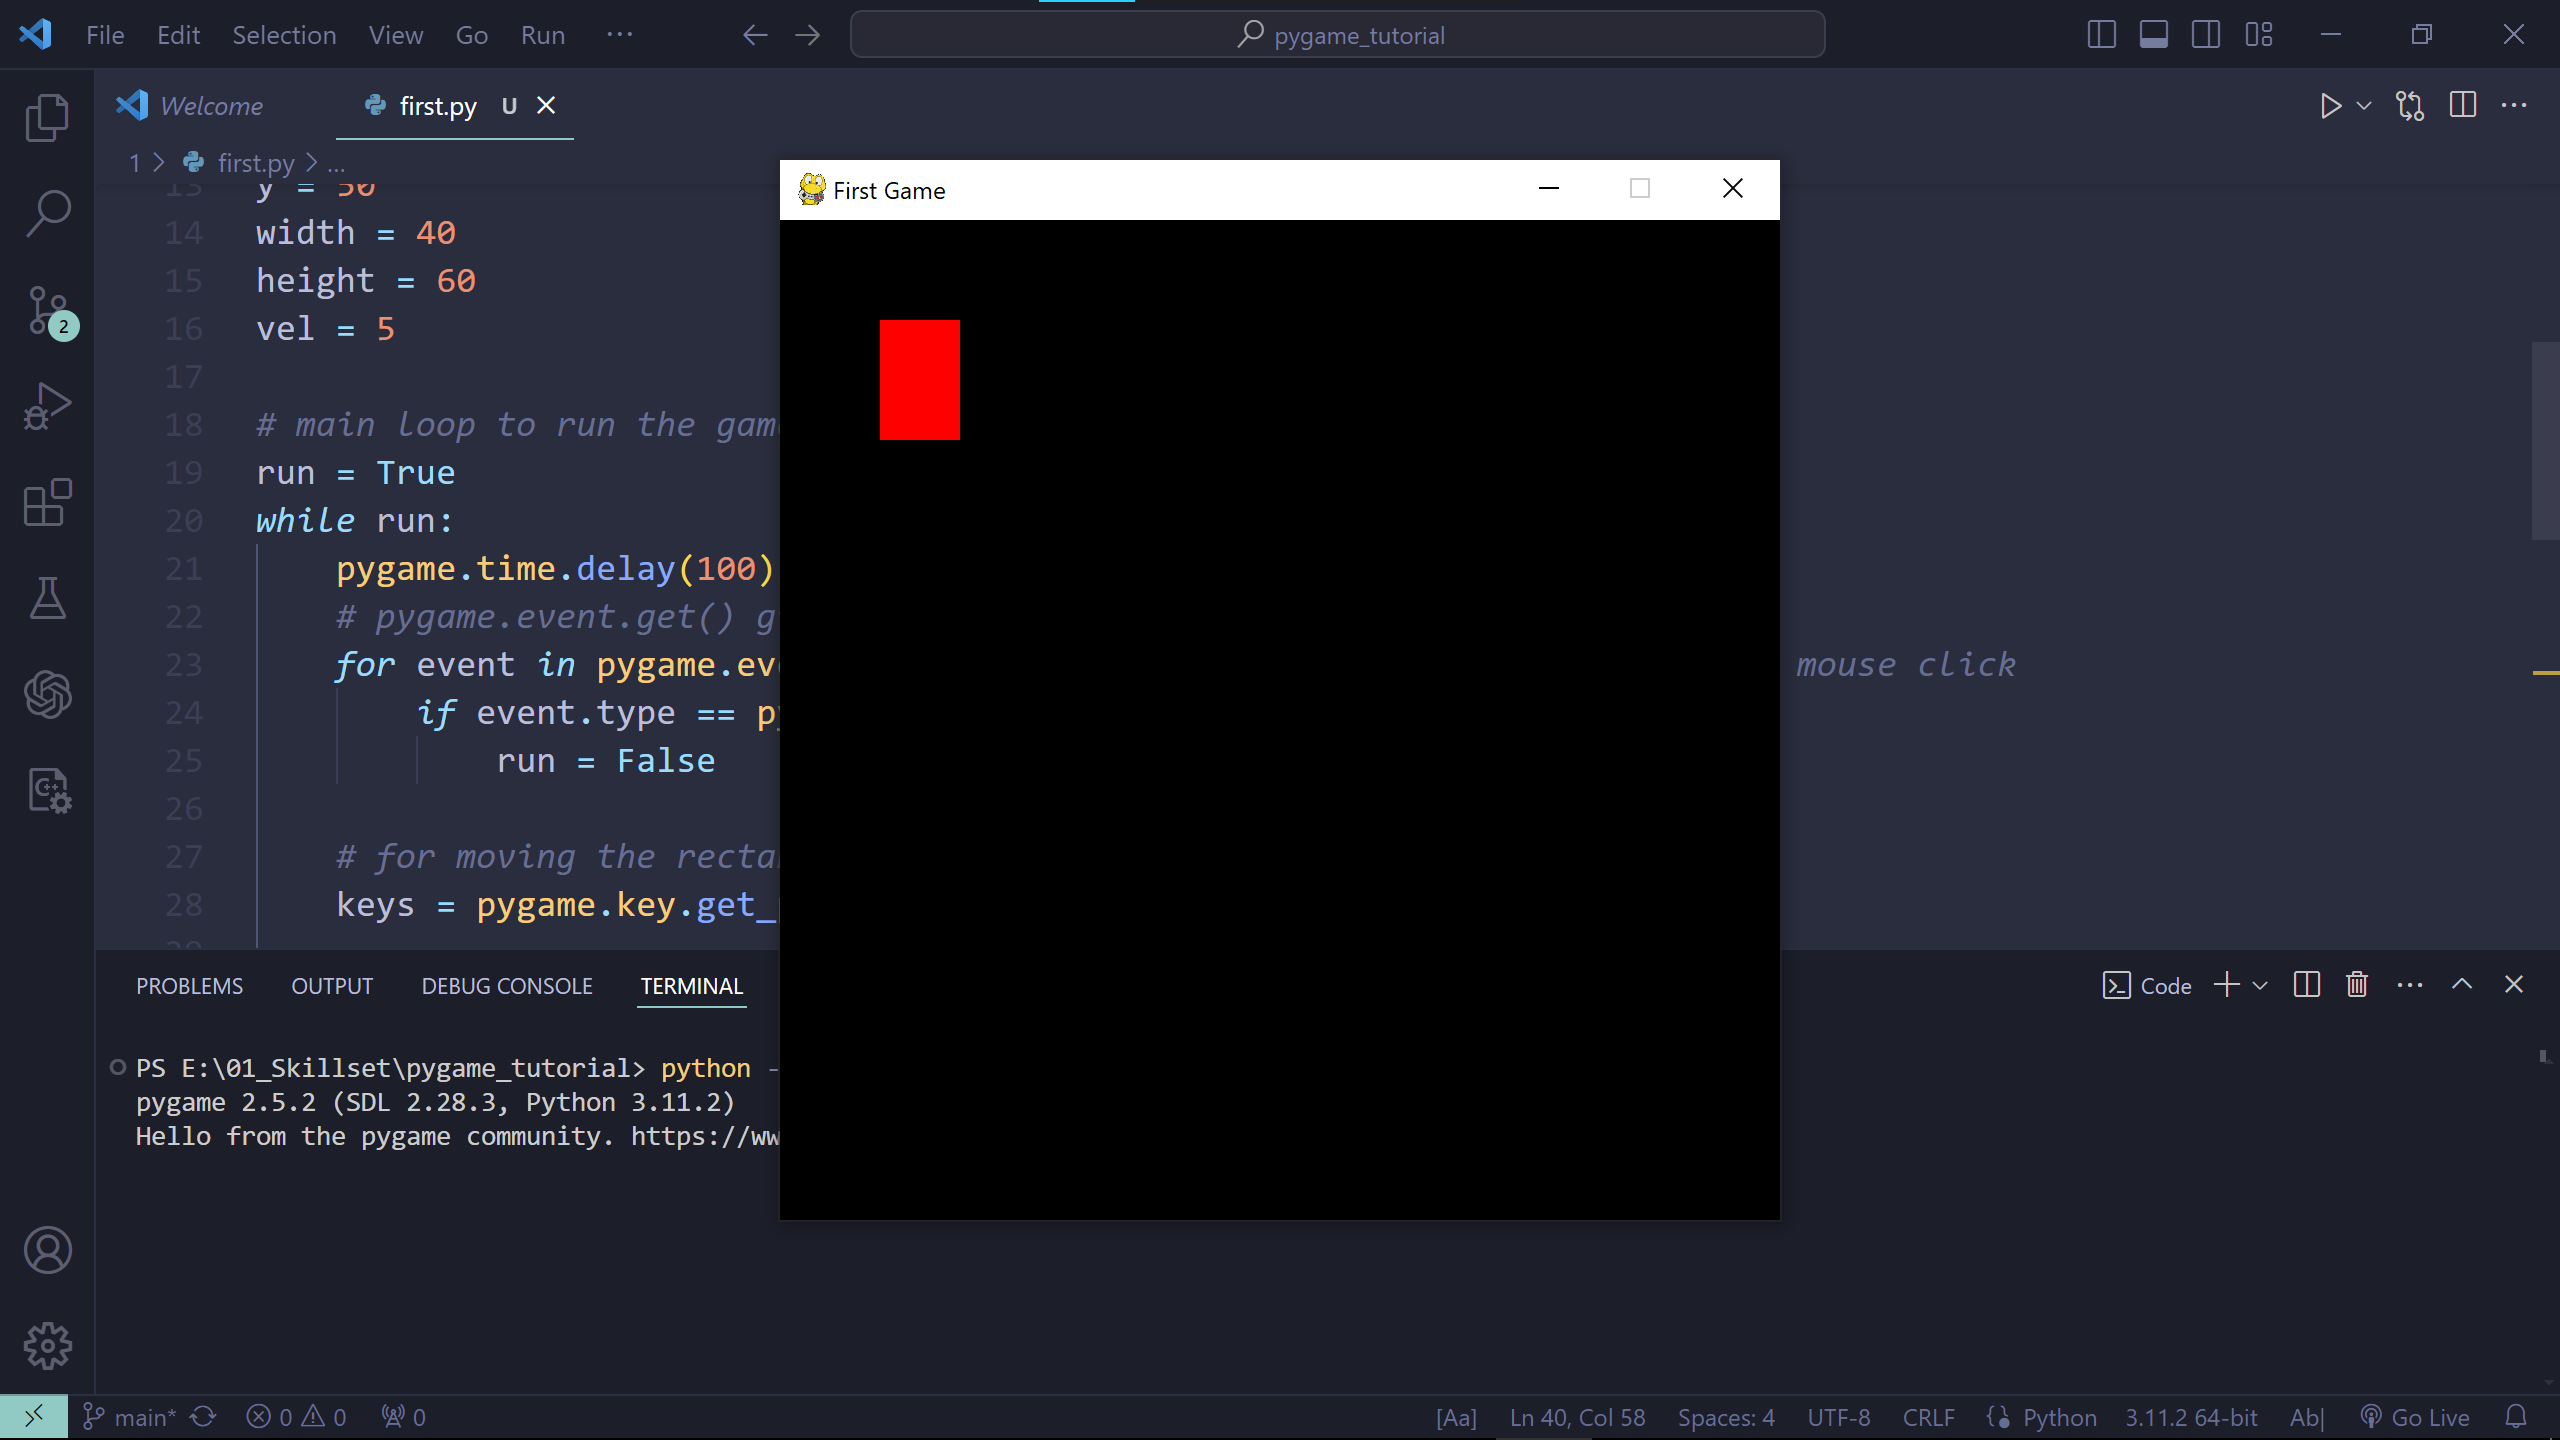 File Edit Selection View Go Run ··· pygame_tutorial
Welcome first.py U
1 > first.py > ...
13 y = 50
14 width = 40
15 height = 60
16 vel = 5
17
18 # main loop to run the gam
19 run = True
20 while run:
21 pygame.time.delay(100)
22 # pygame.event.get() g
23 for event in pygame.eve mouse click
24 if event.type == py
25 run = False
26
27 # for moving the recta
28 keys = pygame.key.get_
29
First Game
PROBLEMS OUTPUT DEBUG CONSOLE TERMINAL Code
PS E:\01_Skillset\pygame_tutorial> python -
pygame 2.5.2 (SDL 2.28.3, Python 3.11.2)
Hello from the pygame community. https://ww
2
main* 0 0 0 [Aa] Ln 40, Col 58 Spaces: 4 UTF-8 CRLF Python 3.11.2 64-bit Ab| Go Live